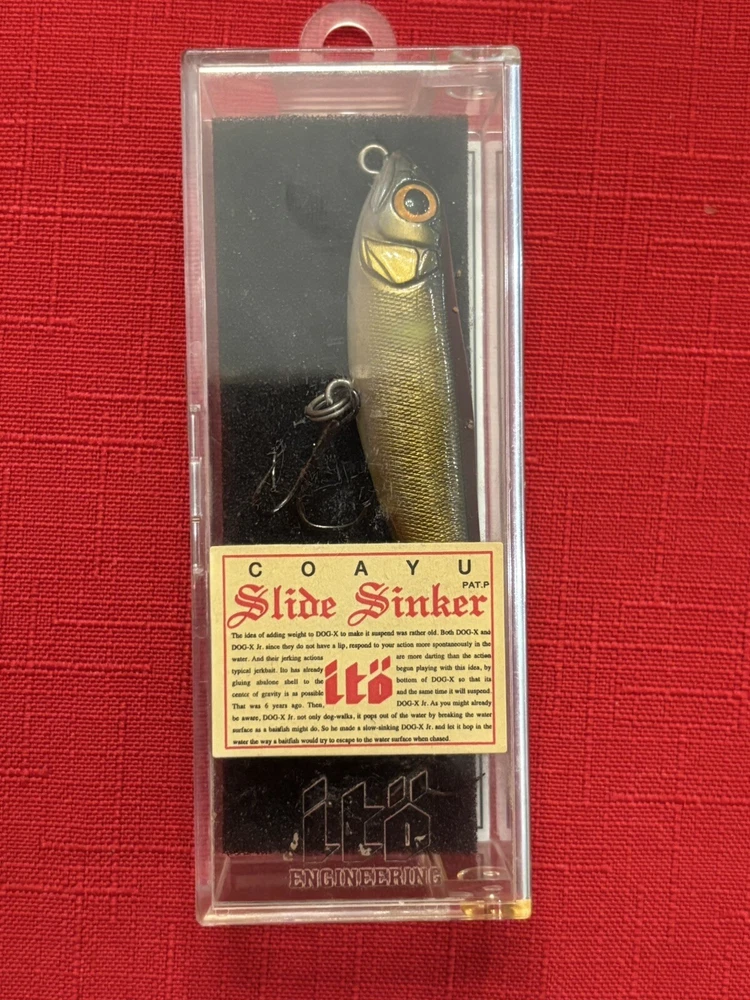 COAYU
PAT.P
Slide Sinker
The idea of adding weight to DOG-X to make it suspend was rather old. Both DOG-X and
DOG-X Jr. since they do not have a lip, respond to your action more spontaneously in the
water. And their jerking actions are more darting than the action
typical jerkbait. Ito has already begun playing with this idea, by
gluing abalone shell to the bottom of DOG-X so that its
center of gravity is as possible and the same time it will suspend.
That was 6 years ago. Then, DOG-X Jr. As you might already
itö
be aware, DOG-X Jr. not only dog-walks, it pops out of the water by breaking the water
surface as a baisfish might do. So he made a slow-sinking DOG-X Jr. and let it hop in the
water the way a baitfish would try to escape to the water surface when chased.
itö
ENGINEERING